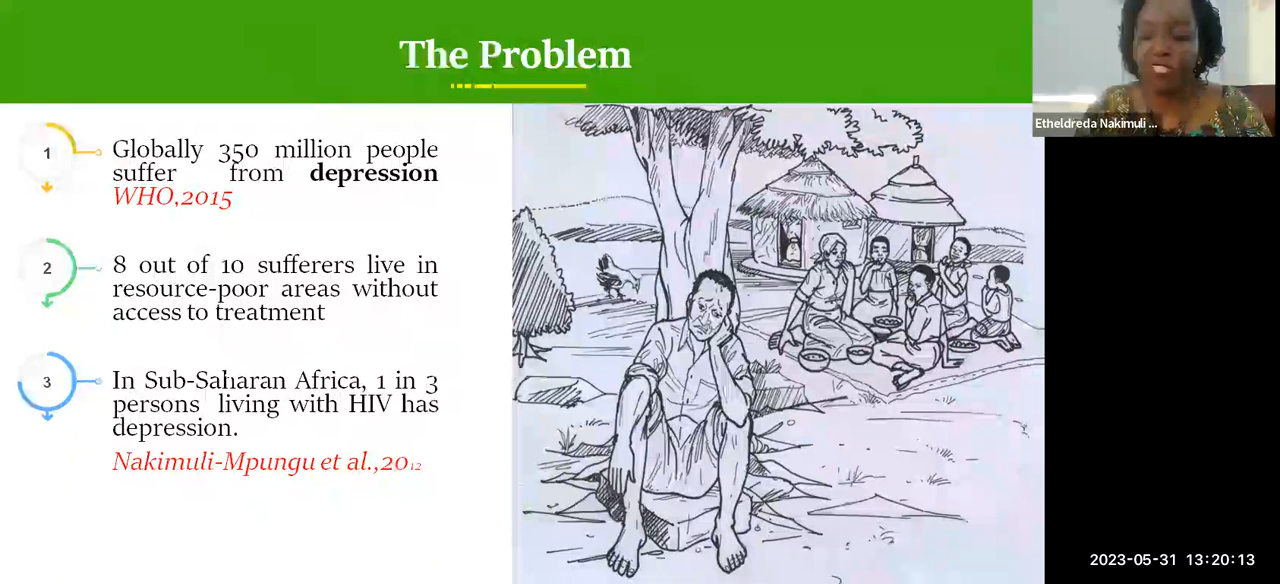 The Problem
Etheldreda Nakimuli ...
1
Globally 350 million people
suffer from depression
WHO,2015
2
8 out of 10 sufferers live in
resource-poor areas without
access to treatment
3
In Sub-Saharan Africa, 1 in 3
persons living with HIV has
depression.
Nakimuli-Mpungu et al.,2012
2023-05-31 13:20:13